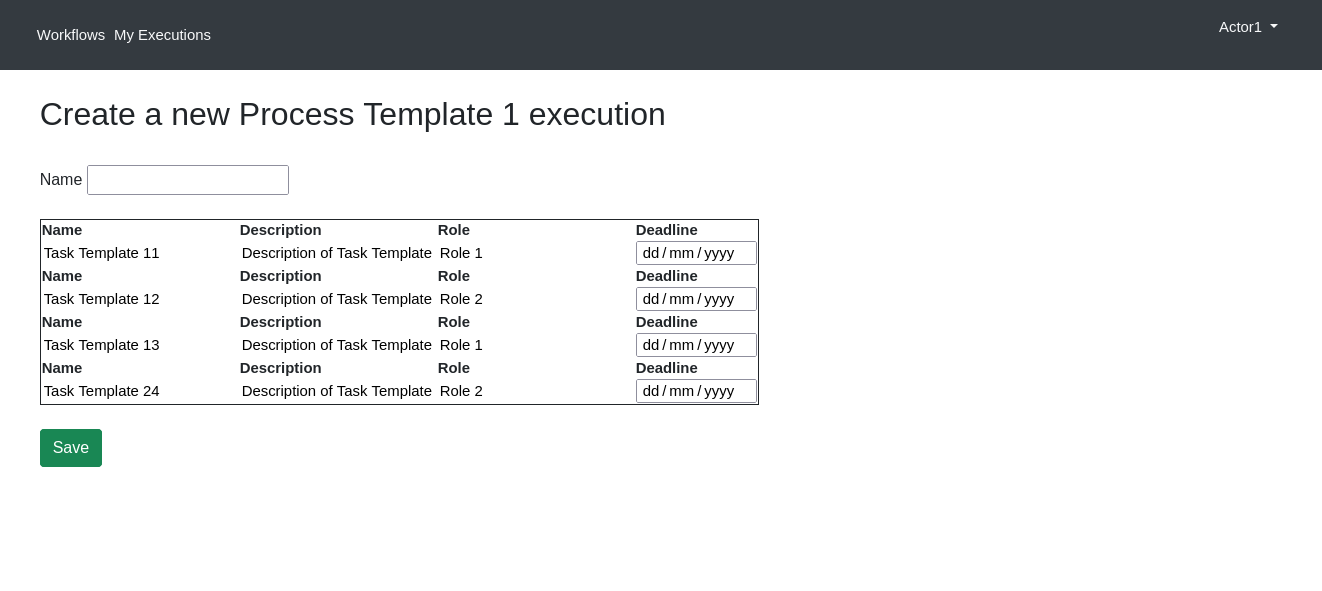 Workflows My Executions Actor1
Create a new Process Template 1 execution
Name
Name Description Role Deadline
Task Template 11 Description of Task Template Role 1 dd/mm/yyyy
Name Description Role Deadline
Task Template 12 Description of Task Template Role 2 dd/mm/yyyy
Name Description Role Deadline
Task Template 13 Description of Task Template Role 1 dd/mm/yyyy
Name Description Role Deadline
Task Template 24 Description of Task Template Role 2 dd/mm/yyyy
Save